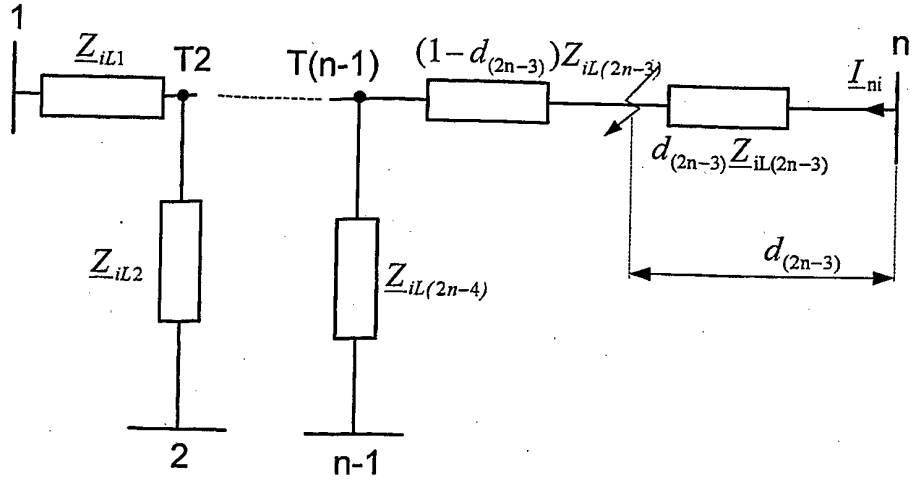 1
Z_iL1
T2
T(n-1)
(1-d_(2n-3))Z_iL(2n-3)
n
I_ni
d_(2n-3)Z_iL(2n-3)
Z_iL2
Z_iL(2n-4)
d_(2n-3)
2
n-1